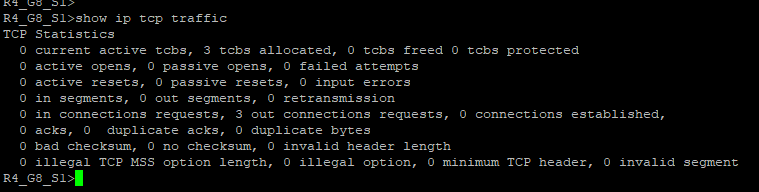 R4_G8_S1>
R4_G8_S1>show ip tcp traffic
TCP Statistics
  0 current active tcbs, 3 tcbs allocated, 0 tcbs freed 0 tcbs protected
  0 active opens, 0 passive opens, 0 failed attempts
  0 active resets, 0 passive resets, 0 input errors
  0 in segments, 0 out segments, 0 retransmission
  0 in connections requests, 3 out connections requests, 0 connections established,
  0 acks, 0  duplicate acks, 0 duplicate bytes
  0 bad checksum, 0 no checksum, 0 invalid header length
  0 illegal TCP MSS option length, 0 illegal option, 0 minimum TCP header, 0 invalid segment
R4_G8_S1>